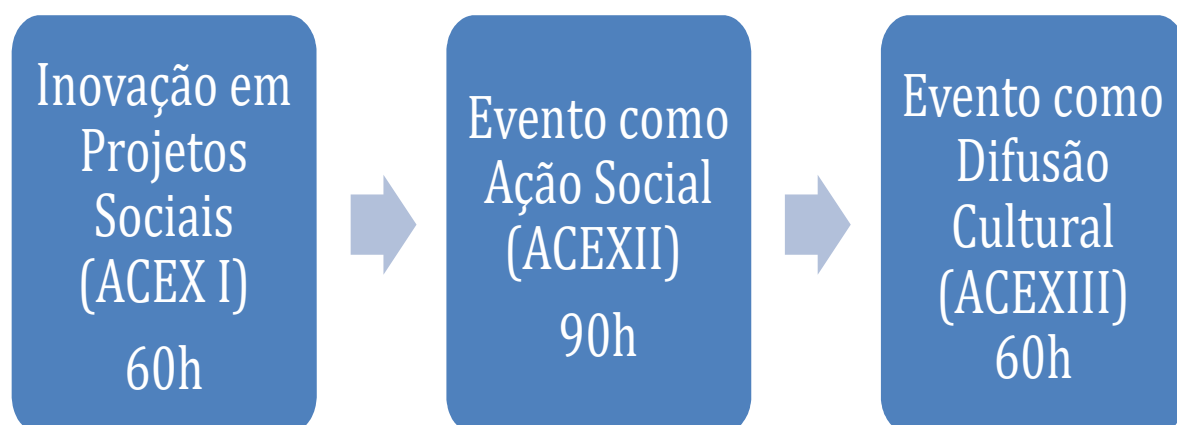 Inovação em
Projetos
Sociais
(ACEX I)
60h
Evento como
Ação Social
(ACEXII)
90h
Evento como
Difusão
Cultural
(ACEXIII)
60h